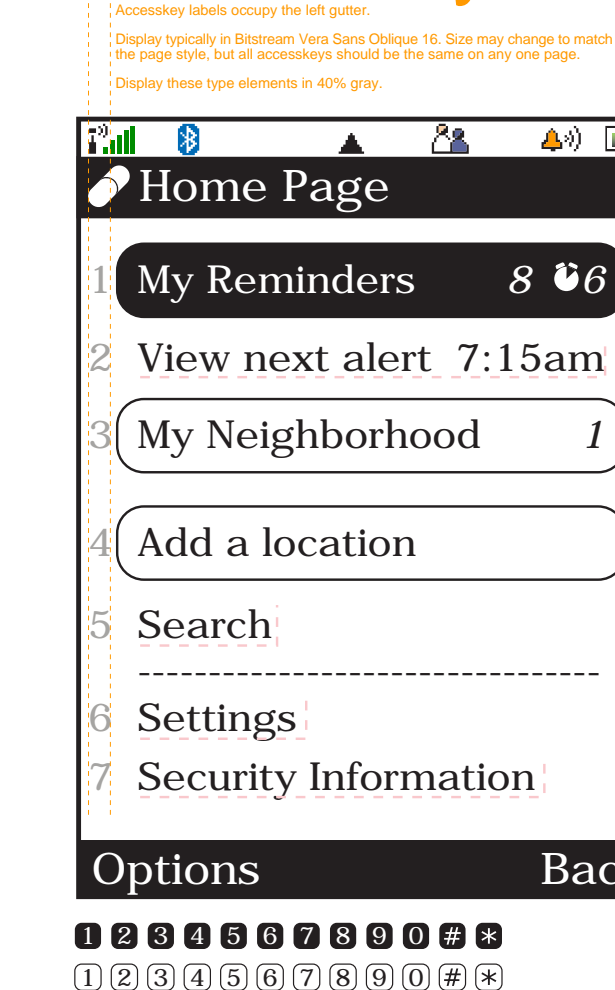 Accesskey labels occupy the left gutter.
Display typically in Bitstream Vera Sans Oblique 16. Size may change to match
the page style, but all accesskeys should be the same on any one page.
Display these type elements in 40% gray.
Home Page
1 My Reminders 8 6
2 View next alert 7:15am
3 My Neighborhood 1
4 Add a location
5 Search
---------------------------------
6 Settings
7 Security Information
Options Bac
1 2 3 4 5 6 7 8 9 0 # *
1 2 3 4 5 6 7 8 9 0 # *